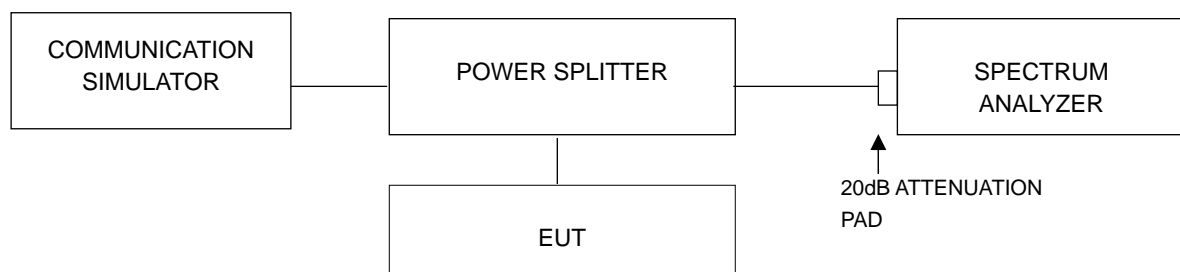 COMMUNICATION
SIMULATOR
POWER SPLITTER
SPECTRUM
ANALYZER
20dB ATTENUATION
PAD
EUT